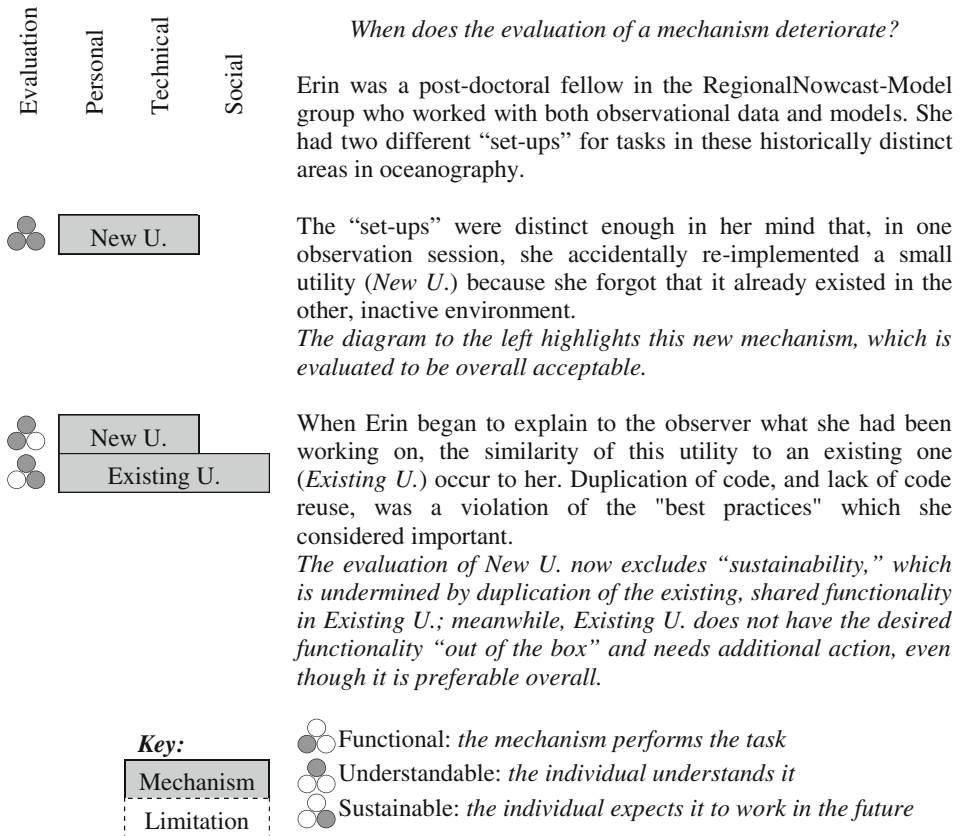 Evaluation
Personal
Technical
Social
When does the evaluation of a mechanism deteriorate?
Erin was a post-doctoral fellow in the RegionalNowcast-Model
group who worked with both observational data and models. She
had two different “set-ups” for tasks in these historically distinct
areas in oceanography.
New U.
The “set-ups” were distinct enough in her mind that, in one
observation session, she accidentally re-implemented a small
utility (New U.) because she forgot that it already existed in the
other, inactive environment.
The diagram to the left highlights this new mechanism, which is
evaluated to be overall acceptable.
New U.
Existing U.
When Erin began to explain to the observer what she had been
working on, the similarity of this utility to an existing one
(Existing U.) occur to her. Duplication of code, and lack of code
reuse, was a violation of the "best practices" which she
considered important.
The evaluation of New U. now excludes “sustainability,” which
is undermined by duplication of the existing, shared functionality
in Existing U.; meanwhile, Existing U. does not have the desired
functionality “out of the box” and needs additional action, even
though it is preferable overall.
Key:
Mechanism
Limitation
Functional: the mechanism performs the task
Understandable: the individual understands it
Sustainable: the individual expects it to work in the future